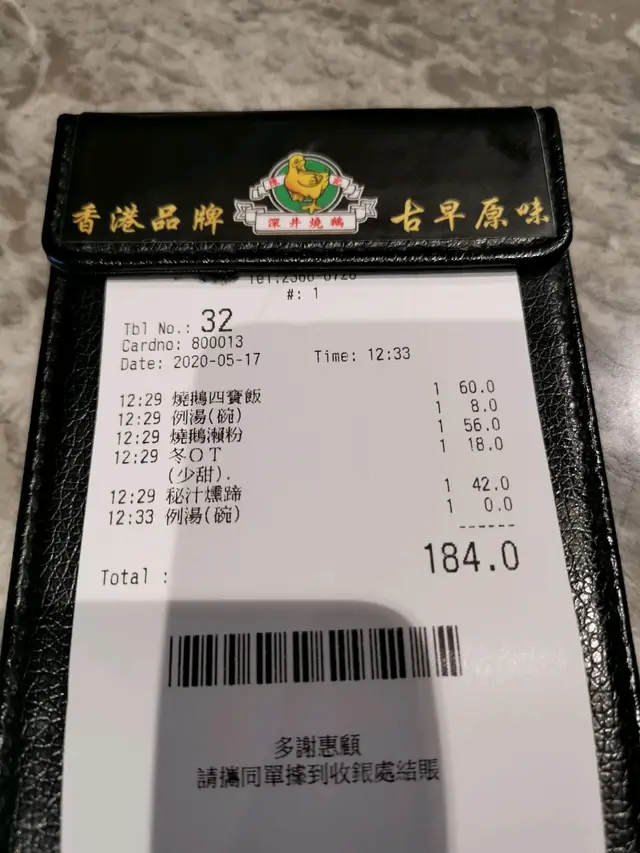 香港品牌
深井燒鵝
古早原味
#: 1
Tbl No.: 32
Cardno: 800013
Date: 2020-05-17 Time: 12:33
12:29 燒鵝四寶飯 1 60.0
12:29 例湯(碗) 1 8.0
12:29 燒鵝瀨粉 1 56.0
12:29 冬OT 1 18.0
(少甜).
12:29 秘汁燻蹄 1 42.0
12:33 例湯(碗) 1 0.0
------
Total : 184.0
多謝惠顧
請攜同單據到收銀處結賬